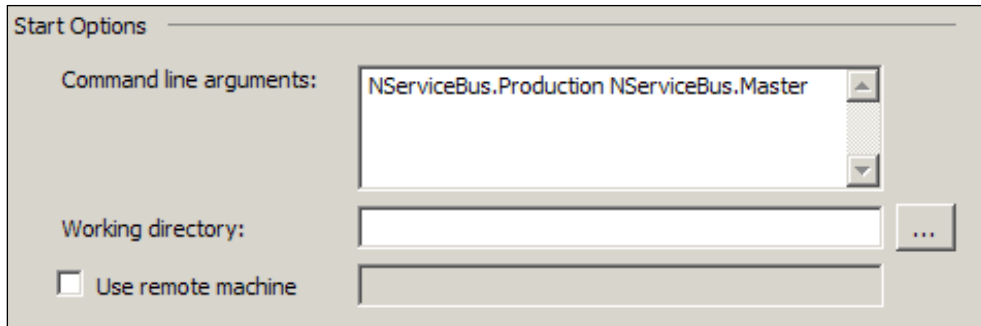 Start Options
Command line arguments:
NServiceBus.Production NServiceBus.Master
Working directory:
...
Use remote machine